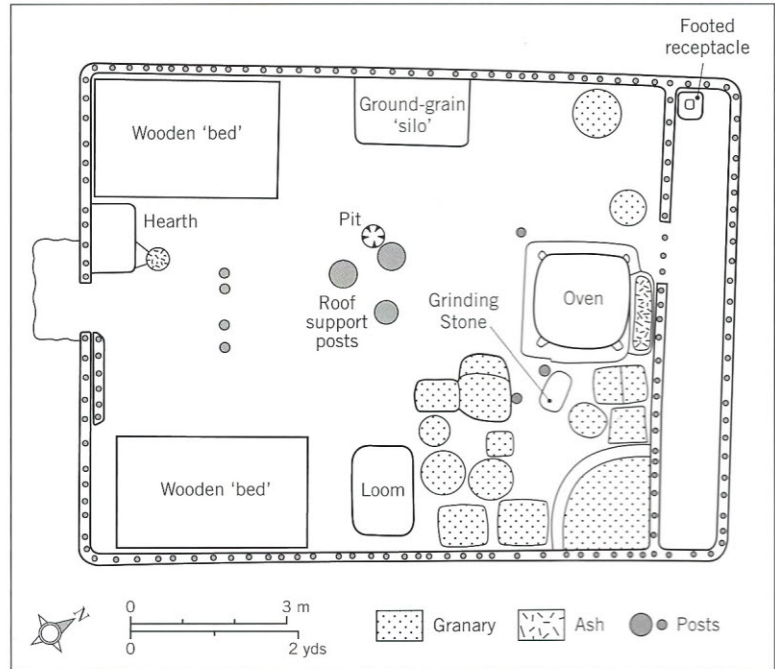 Footed
receptacle
Ground-grain
'silo'
Wooden 'bed'
Hearth
Pit
Roof
support
posts
Grinding
Stone
Oven
Wooden 'bed'
Loom
N
0
3 m
0
2 yds
Granary
Ash
Posts